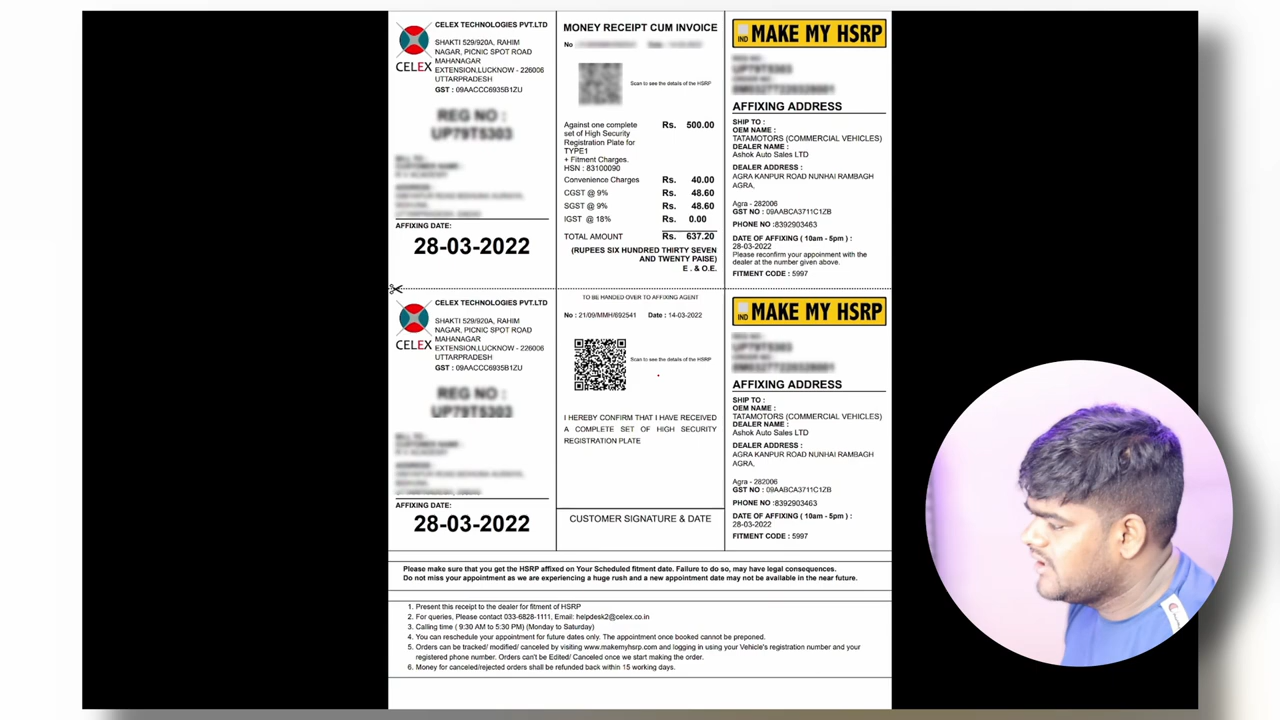 CELEX TECHNOLOGIES PVT.LTD
SHAKTI 529/920A, RAHIM
NAGAR, PICNIC SPOT ROAD
MAHANAGAR
EXTENSION,LUCKNOW - 226006
UTTARPRADESH
GST : 09AACCC6935B1ZU
CELEX
REG NO :
UP79T5303
AFFIXING DATE:
28-03-2022
MONEY RECEIPT CUM INVOICE
No
Scan to see the details of the HSRP
Against one complete
set of High Security
Registration Plate for
TYPE1
+ Fitment Charges.
HSN : 83100090
Rs. 500.00
Convenience Charges Rs. 40.00
CGST @ 9% Rs. 48.60
SGST @ 9% Rs. 48.60
IGST @ 18% Rs. 0.00
TOTAL AMOUNT Rs. 637.20
(RUPEES SIX HUNDRED THIRTY SEVEN
AND TWENTY PAISE)
E . & O.E.
IND MAKE MY HSRP
AFFIXING ADDRESS
SHIP TO :
OEM NAME :
TATAMOTORS (COMMERCIAL VEHICLES)
DEALER NAME :
Ashok Auto Sales LTD
DEALER ADDRESS :
AGRA KANPUR ROAD NUNHAI RAMBAGH
AGRA,
Agra - 282006
GST NO : 09AABCA3711C1ZB
PHONE NO :8392903463
DATE OF AFFIXING ( 10am - 5pm ) :
28-03-2022
Please reconfirm your appoinment with the
dealer at the number given above.
FITMENT CODE : 5997
CELEX TECHNOLOGIES PVT.LTD
SHAKTI 529/920A, RAHIM
NAGAR, PICNIC SPOT ROAD
MAHANAGAR
EXTENSION,LUCKNOW - 226006
UTTARPRADESH
GST : 09AACCC6935B1ZU
CELEX
REG NO :
UP79T5303
AFFIXING DATE:
28-03-2022
TO BE HANDED OVER TO AFFIXING AGENT
No : 21/09/MMH/692541 Date : 14-03-2022
Scan to see the details of the HSRP
I HEREBY CONFIRM THAT I HAVE RECEIVED
A COMPLETE SET OF HIGH SECURITY
REGISTRATION PLATE
CUSTOMER SIGNATURE & DATE
IND MAKE MY HSRP
AFFIXING ADDRESS
SHIP TO :
OEM NAME :
TATAMOTORS (COMMERCIAL VEHICLES)
DEALER NAME :
Ashok Auto Sales LTD
DEALER ADDRESS :
AGRA KANPUR ROAD NUNHAI RAMBAGH
AGRA,
Agra - 282006
GST NO : 09AABCA3711C1ZB
PHONE NO :8392903463
DATE OF AFFIXING ( 10am - 5pm ) :
28-03-2022
FITMENT CODE : 5997
Please make sure that you get the HSRP affixed on Your Scheduled fitment date. Failure to do so, may have legal consequences.
Do not miss your appointment as we are experiencing a huge rush and a new appointment date may not be available in the near future.
1. Present this receipt to the dealer for fitment of HSRP
2. For queries, Please contact 033-6828-1111, Email: helpdesk2@celex.co.in
3. Calling time ( 9:30 AM to 5:30 PM) (Monday to Saturday)
4. You can reschedule your appointment for future dates only. The appointment once booked cannot be preponed.
5. Orders can be tracked/ modified/ canceled by visiting www.makemyhsrp.com and logging in using your Vehicle's registration number and your
registered phone number. Orders can't be Edited/ Canceled once we start making the order.
6. Money for canceled/rejected orders shall be refunded back within 15 working days.